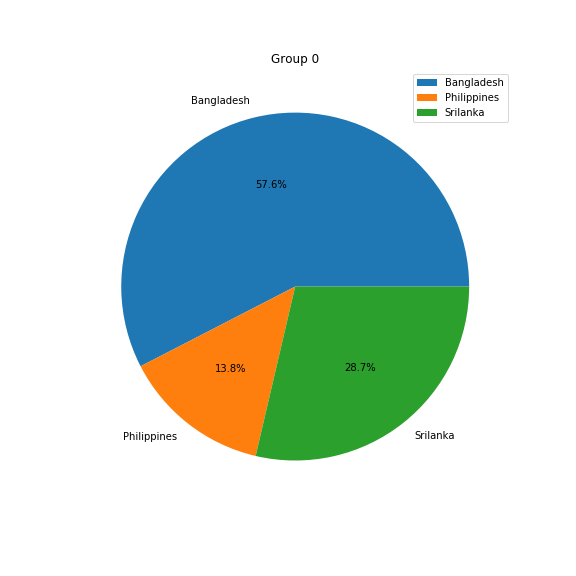 Group 0
Bangladesh
Philippines
Srilanka
Bangladesh
57.6%
13.8%
28.7%
Philippines
Srilanka